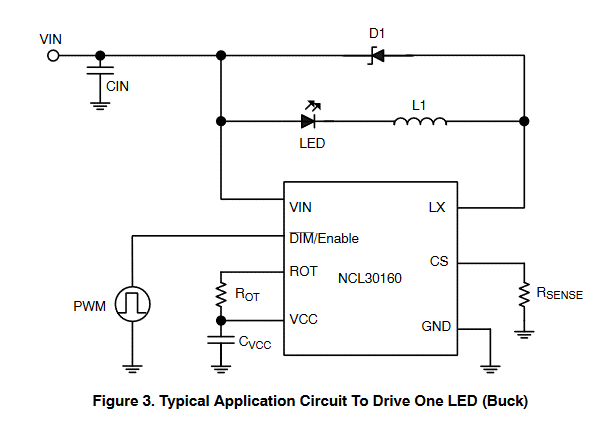 D1
VIN
CIN
L1
LED
VIN
LX
DIM/Enable
CS
ROT
NCL30160
ROT
RSENSE
PWM
VCC
GND
CVCC
Figure 3. Typical Application Circuit To Drive One LED (Buck)